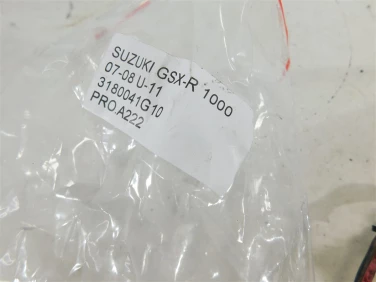 SUZUKI GSX-R 1000
07-08 U-11
3180041G10
PRO.A222